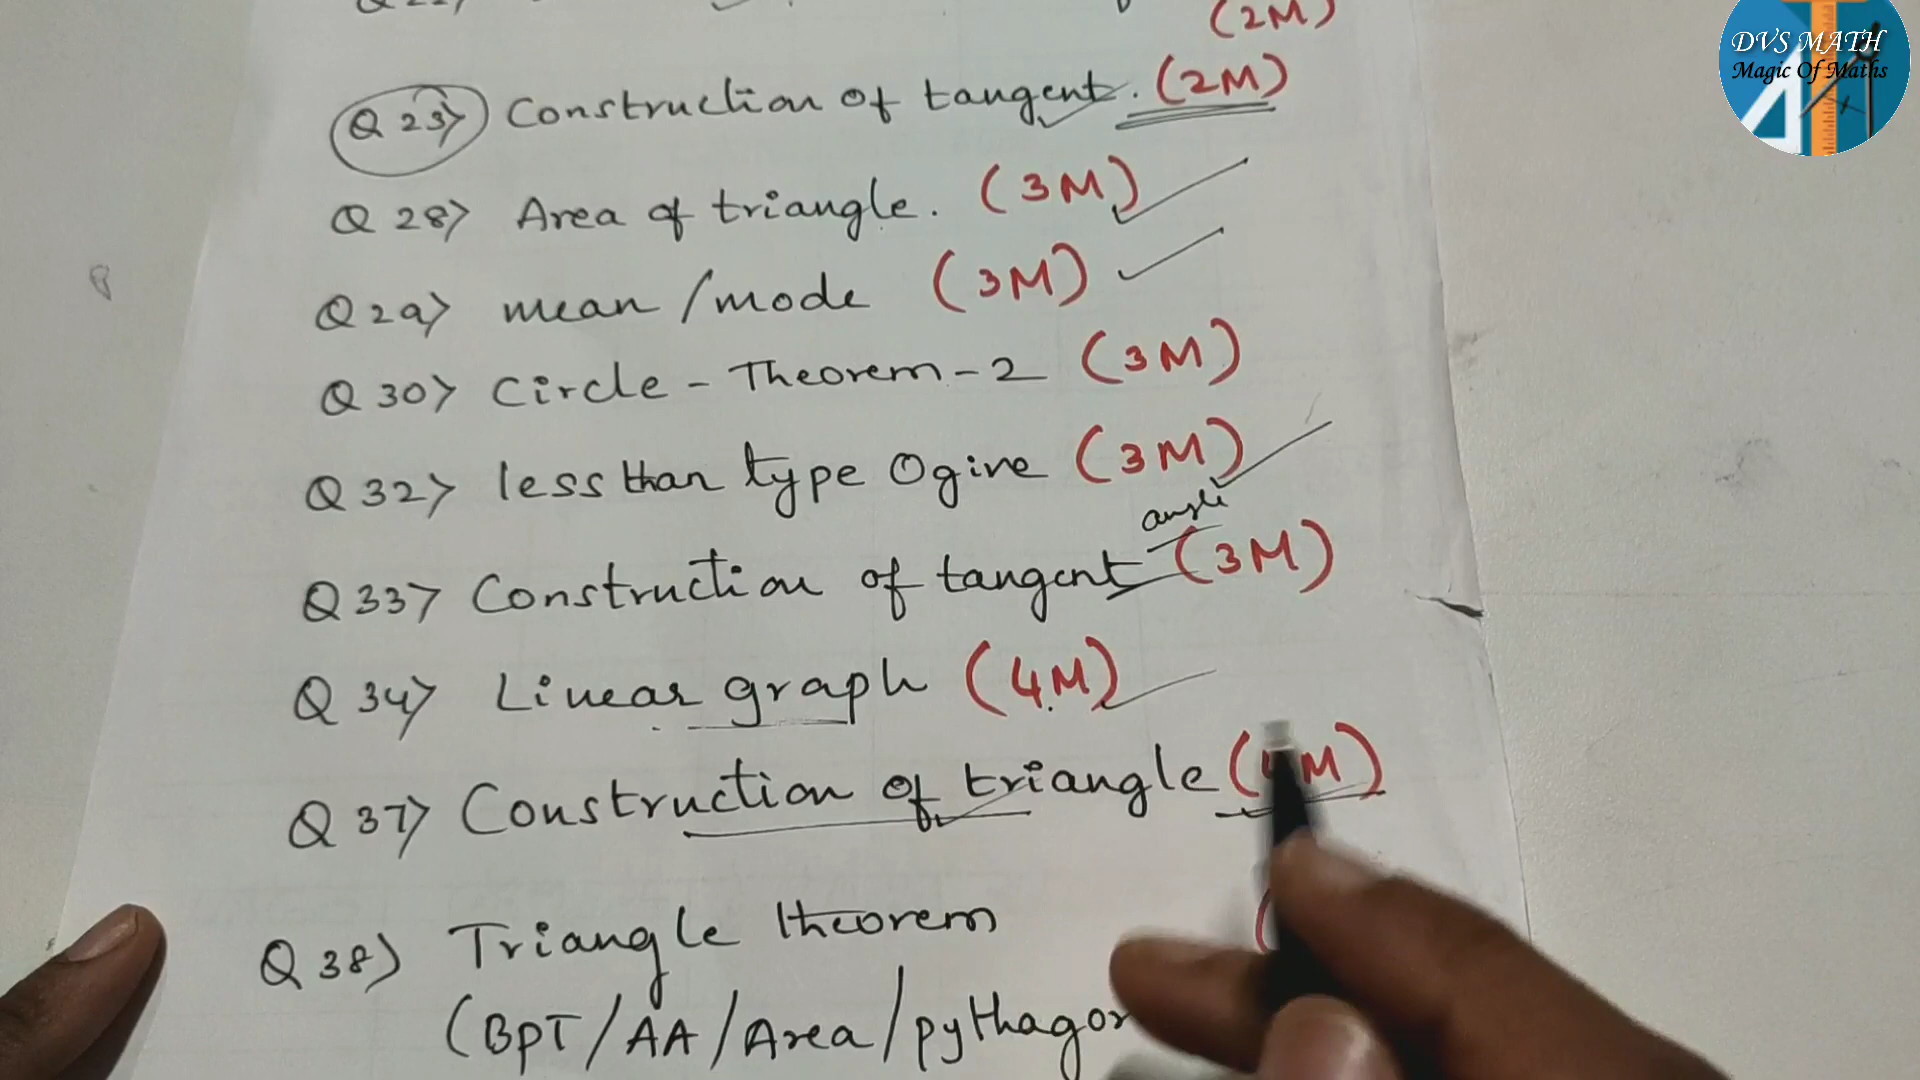 (2M)
Q 23) Construction of tangent. (2M)
Q 28) Area of triangle. (3M)
Q 29) mean/mode (3M)
Q 30) Circle - Theorem - 2 (3M)
Q 32) less than type Ogive (3M)
angle
Q 33) Construction of tangent (3M)
Q 34) Linear graph (4M)
Q 37) Construction of triangle (4M)
Q 38) Triangle theorem (
(BPT/AA/Area/pythagor
DVS MATH
Magic Of Maths